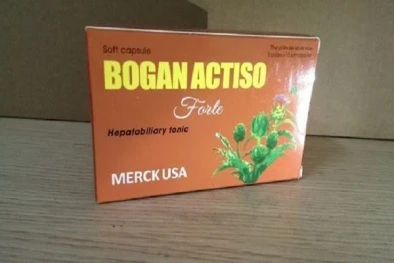 Soft capsule
BOGAN ACTISO
Forte
Hepatobiliary tonic
MERCK USA